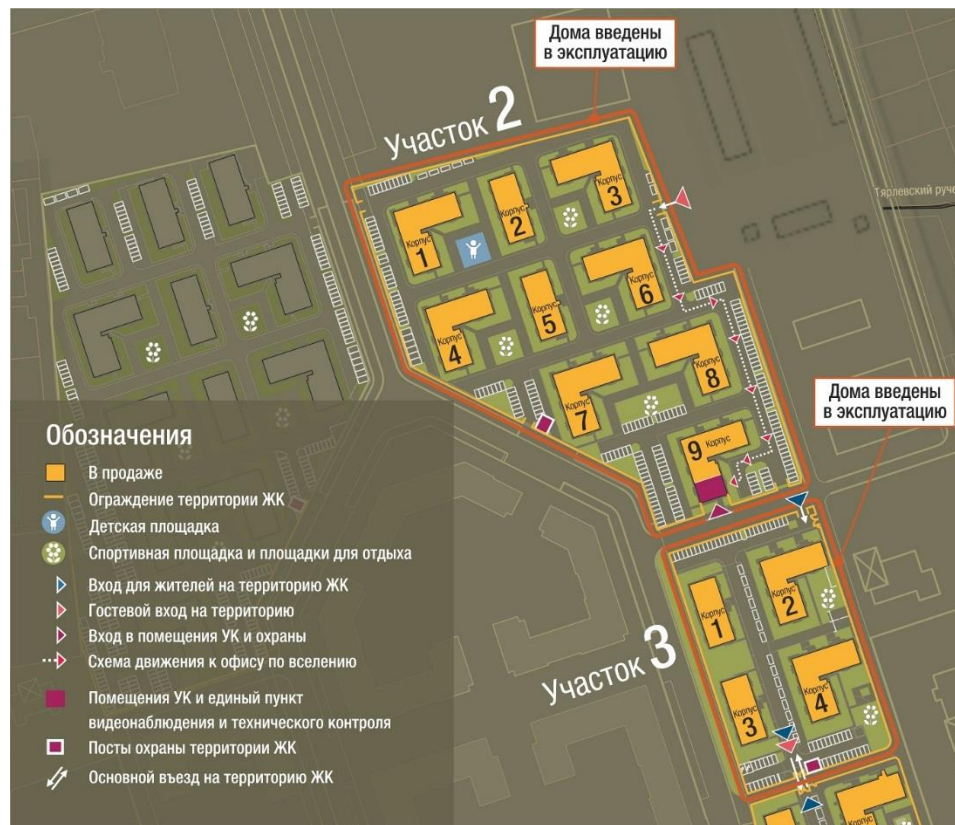 Дома введены
в эксплуатацию
Участок 2
Корпус
1
Корпус
2
Корпус
3
Тярлевский руче
Корпус
4
Корпус
5
Корпус
6
Корпус
7
Корпус
8
9 Корпус
Дома введены
в эксплуатацию
Участок 3
Корпус
1
Корпус
2
Корпус
3
Корпус
4
Обозначения
В продаже
Ограждение территории ЖК
Детская площадка
Спортивная площадка и площадки для отдыха
Вход для жителей на территорию ЖК
Гостевой вход на территорию
Вход в помещения УК и охраны
Схема движения к офису по вселению
Помещения УК и единый пункт
видеонаблюдения и технического контроля
Посты охраны территории ЖК
Основной въезд на территорию ЖК